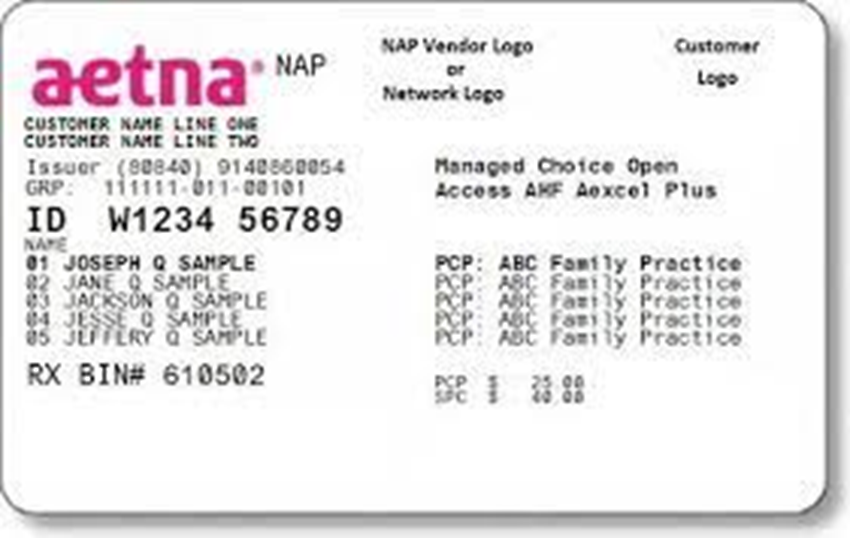 aetna NAP
NAP Vendor Logo
or
Network Logo
Customer
Logo
CUSTOMER NAME LINE ONE
CUSTOMER NAME LINE TWO
Issuer (80840) 9140860054
GRP: 111111-011-00101
ID W1234 56789
NAME
01 JOSEPH Q SAMPLE
02 JANE Q SAMPLE
03 JACKSON Q SAMPLE
04 JESSE Q SAMPLE
05 JEFFERY Q SAMPLE
RX BIN# 610502
Managed Choice Open
Access AHF Aexcel Plus
PCP: ABC Family Practice
PCP: ABC Family Practice
PCP: ABC Family Practice
PCP: ABC Family Practice
PCP: ABC Family Practice
PCP $ 25.00
SPC $ 40.00